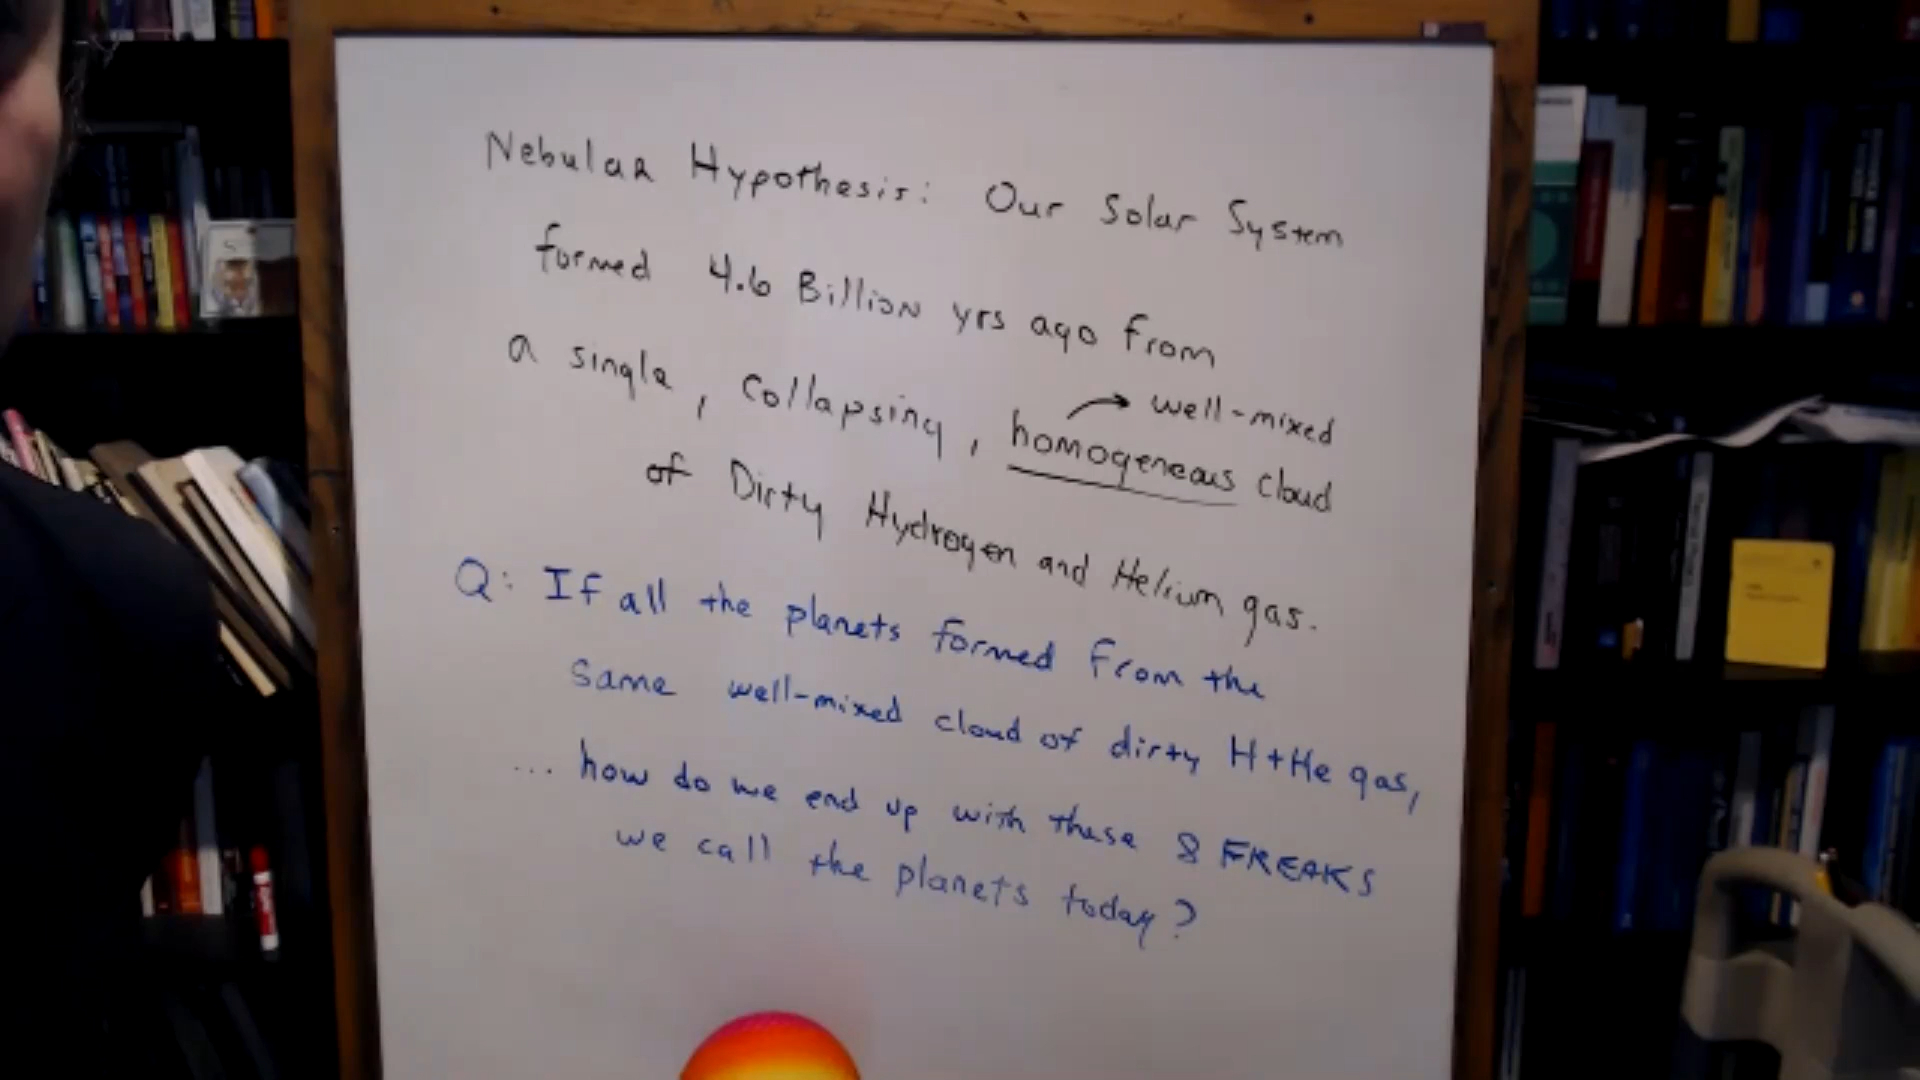 Nebular Hypothesis: Our Solar System
formed 4.6 Billion yrs ago from
a single, collapsing, homogeneous cloud
→ well-mixed
of Dirty Hydrogen and Helium gas.
Q: If all the planets formed from the
same well-mixed cloud of dirty H+He gas,
... how do we end up with these 8 FREAKS
we call the planets today?